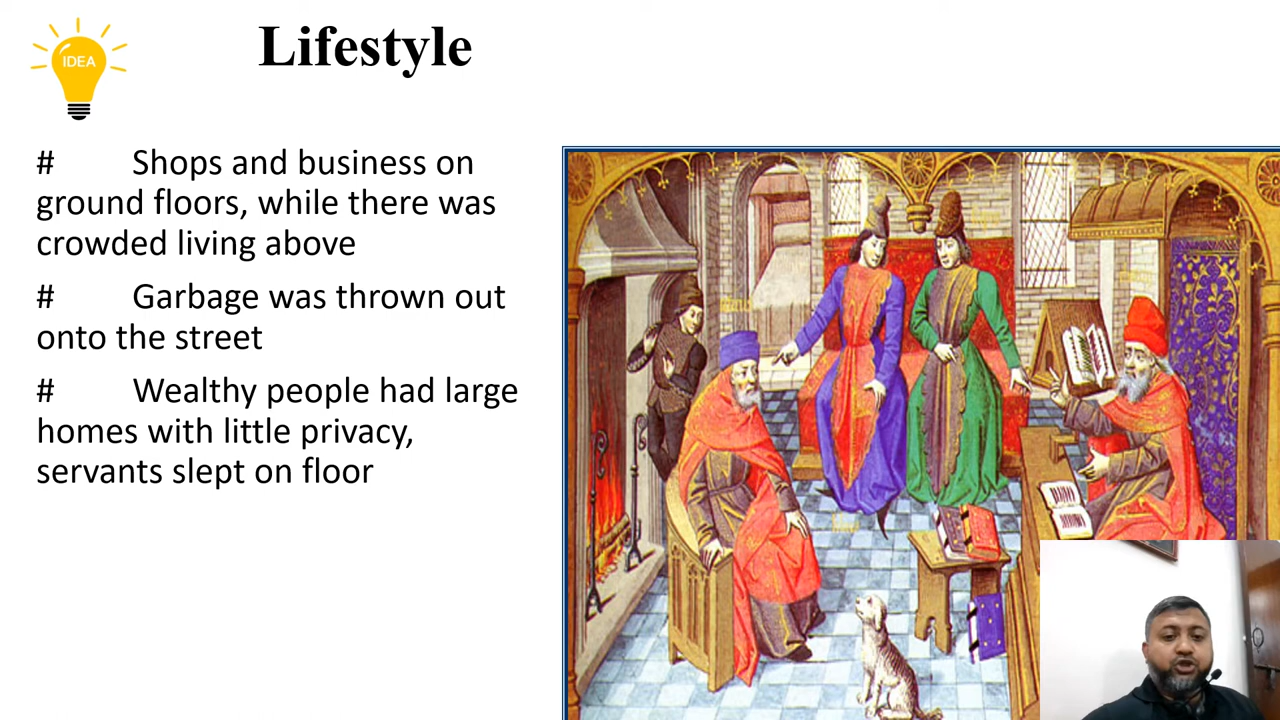 IDEA
Lifestyle
# Shops and business on
ground floors, while there was
crowded living above
# Garbage was thrown out
onto the street
# Wealthy people had large
homes with little privacy,
servants slept on floor